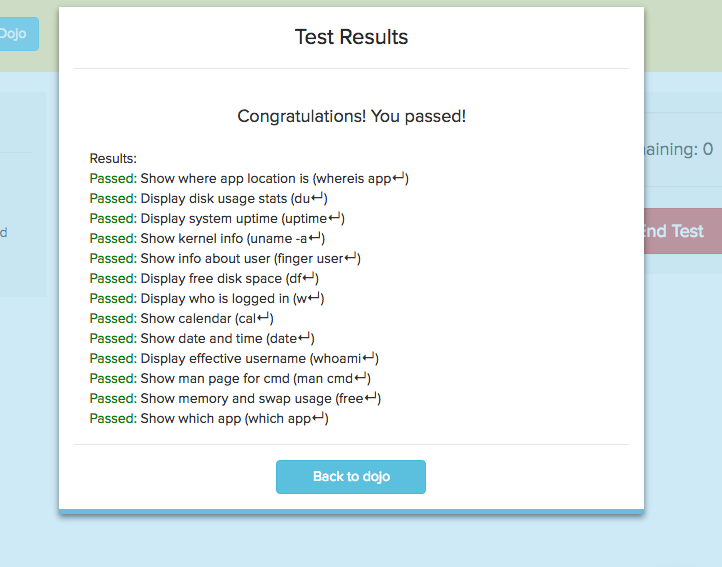 Dojo
Test Results
Congratulations! You passed!
aining: 0
Results:
Passed: Show where app location is (whereis app↵)
Passed: Display disk usage stats (du↵)
Passed: Display system uptime (uptime↵)
d
End Test
Passed: Show kernel info (uname -a↵)
Passed: Show info about user (finger user↵)
Passed: Display free disk space (df↵)
Passed: Display who is logged in (w↵)
Passed: Show calendar (cal↵)
Passed: Show date and time (date↵)
Passed: Display effective username (whoami↵)
Passed: Show man page for cmd (man cmd↵)
Passed: Show memory and swap usage (free↵)
Passed: Show which app (which app↵)
Back to dojo